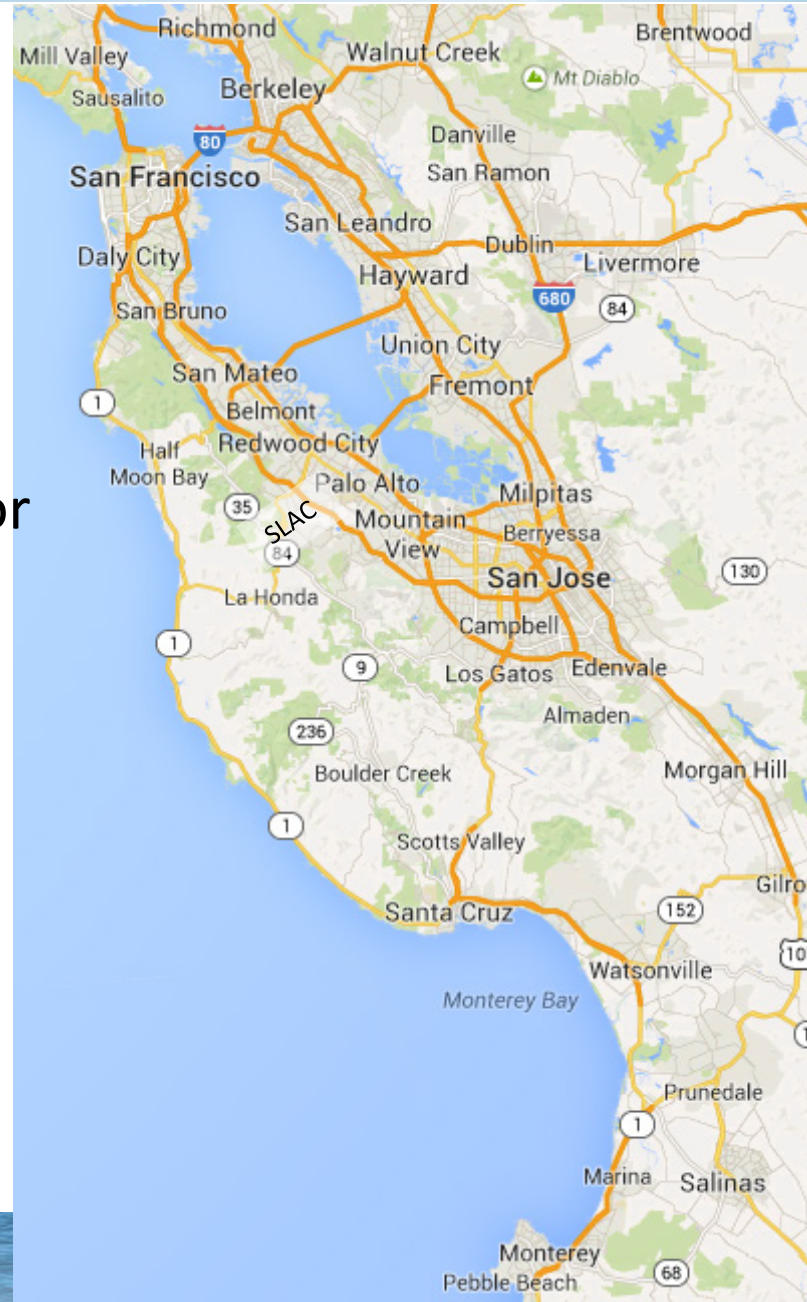 Richmond
Mill Valley
Walnut Creek
Brentwood
Mt Diablo
Sausalito
Berkeley
80
Danville
San Francisco
San Ramon
San Leandro
Dublin
Daly City
Livermore
Hayward
680
84
San Bruno
Union City
San Mateo
Fremont
1
Belmont
Half
Moon Bay
Redwood City
Palo Alto
Milpitas
35
or
SLAC
Mountain
View
Berryessa
84
San Jose
130
La Honda
Campbell
1
9
Los Gatos
Edenvale
Almaden
236
Boulder Creek
Morgan Hill
1
Scotts Valley
Gilro
Santa Cruz
152
10
Watsonville
Monterey Bay
1
Prunedale
1
Marina
Salinas
Monterey
68
Pebble Beach